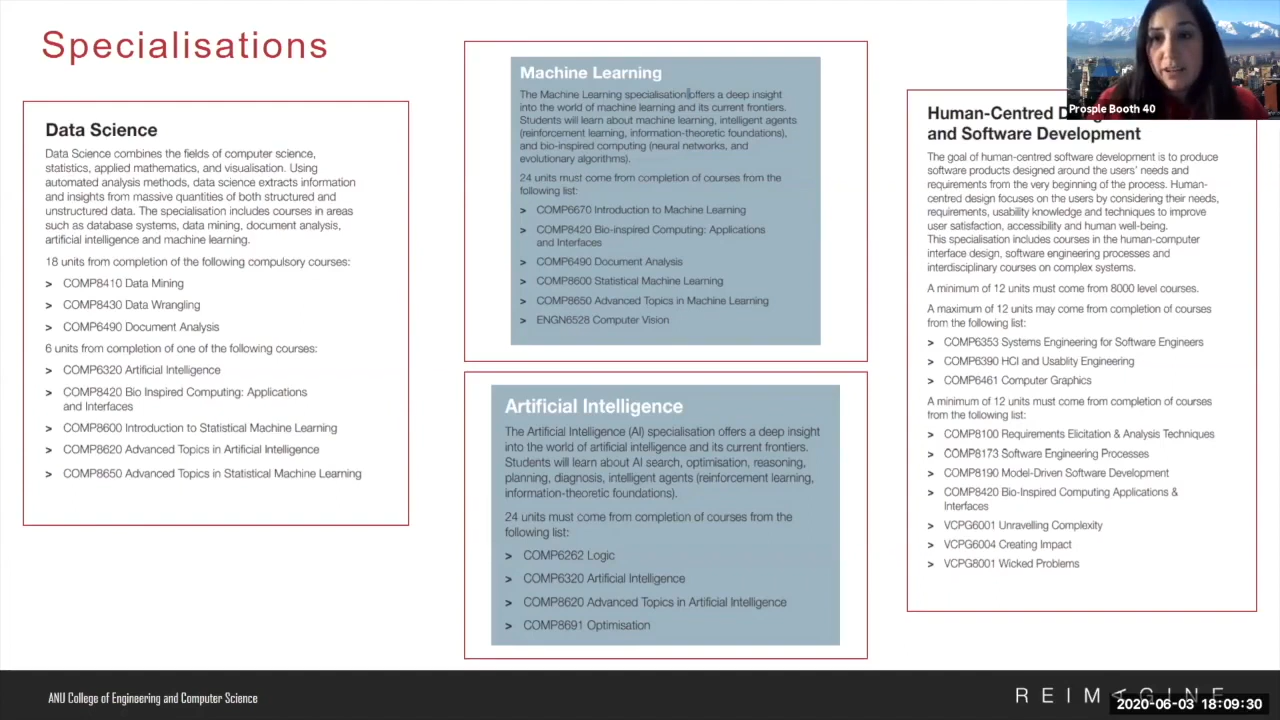 Specialisations
Data Science
Data Science combines the fields of computer science,
statistics, applied mathematics, and visualisation. Using
automated analysis methods, data science extracts information
and insights from massive quantities of both structured and
unstructured data. The specialisation includes courses in areas
such as database systems, data mining, document analysis,
artificial intelligence and machine learning.
18 units from completion of the following compulsory courses:
> COMP8410 Data Mining
> COMP8430 Data Wrangling
> COMP6490 Document Analysis
6 units from completion of one of the following courses:
> COMP6320 Artificial Intelligence
> COMP8420 Bio Inspired Computing: Applications
and Interfaces
> COMP8600 Introduction to Statistical Machine Learning
> COMP8620 Advanced Topics in Artificial Intelligence
> COMP8650 Advanced Topics in Statistical Machine Learning
Machine Learning
The Machine Learning specialisation offers a deep insight
into the world of machine learning and its current frontiers.
Students will learn about machine learning, intelligent agents
(reinforcement learning, information-theoretic foundations),
and bio-inspired computing (neural networks, and
evolutionary algorithms).
24 units must come from completion of courses from the
following list:
> COMP6670 Introduction to Machine Learning
> COMP8420 Bio-inspired Computing: Applications
and Interfaces
> COMP6490 Document Analysis
> COMP8600 Statistical Machine Learning
> COMP8650 Advanced Topics in Machine Learning
> ENGN6528 Computer Vision
Artificial Intelligence
The Artificial Intelligence (AI) specialisation offers a deep insight
into the world of artificial intelligence and its current frontiers.
Students will learn about AI search, optimisation, reasoning,
planning, diagnosis, intelligent agents (reinforcement learning,
information-theoretic foundations).
24 units must come from completion of courses from the
following list:
> COMP6262 Logic
> COMP6320 Artificial Intelligence
> COMP8620 Advanced Topics in Artificial Intelligence
> COMP8691 Optimisation
Prosple Booth 40
Human-Centred
and Software Development
The goal of human-centred software development is to produce
software products designed around the users' needs and
requirements from the very beginning of the process. Human-
centred design focuses on the users by considering their needs,
requirements, usability knowledge and techniques to improve
user satisfaction, accessibility and human well-being.
This specialisation includes courses in the human-computer
interface design, software engineering processes and
interdisciplinary courses on complex systems.
A minimum of 12 units must come from 8000 level courses.
A maximum of 12 units may come from completion of courses
from the following list:
> COMP6353 Systems Engineering for Software Engineers
> COMP6390 HCI and Usablity Engineering
> COMP6461 Computer Graphics
A minimum of 12 units must come from completion of courses
from the following list:
> COMP8100 Requirements Elicitation & Analysis Techniques
> COMP8173 Software Engineering Processes
> COMP8190 Model-Driven Software Development
> COMP8420 Bio-Inspired Computing Applications &
Interfaces
> VCPG6001 Unravelling Complexity
> VCPG6004 Creating Impact
> VCPG8001 Wicked Problems
ANU College of Engineering and Computer Science
REIMAGINE
2020-06-03 18:09:30